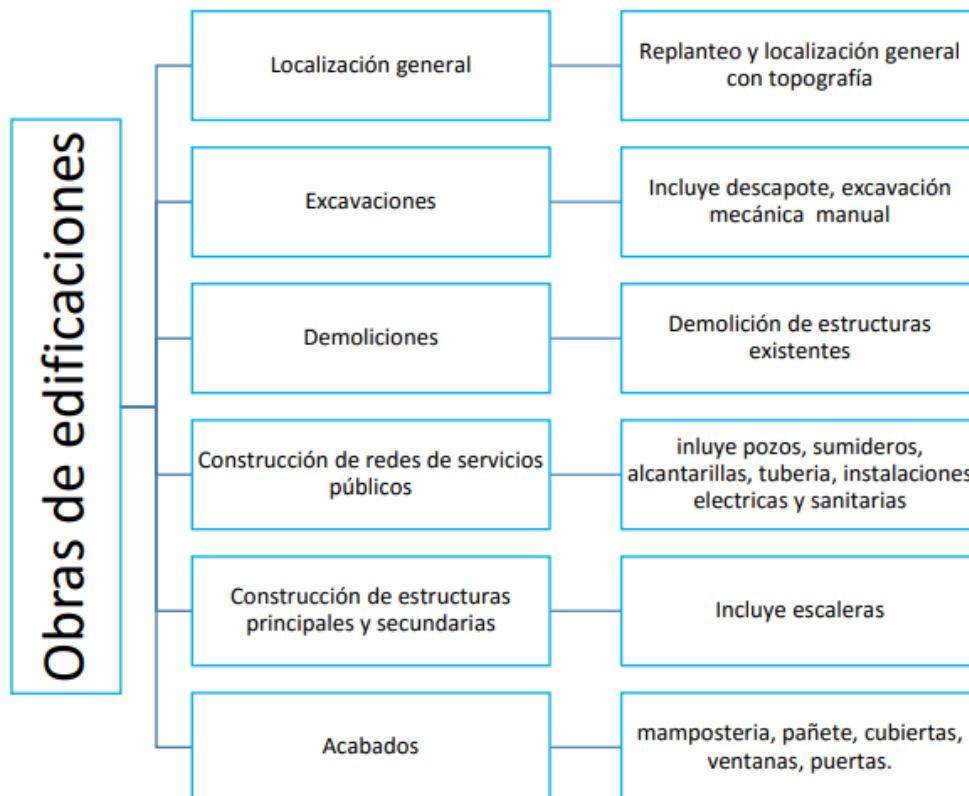 Obras de edificaciones
Localización general
Replanteo y localización general
con topografía
Excavaciones
Incluye descapote, excavación
mecánica  manual
Demoliciones
Demolición de estructuras
existentes
Construcción de redes de servicios
públicos
inluye pozos, sumideros,
alcantarillas, tuberia, instalaciones
electricas y sanitarias
Construcción de estructuras
principales y secundarias
Incluye escaleras
Acabados
mamposteria, pañete, cubiertas,
ventanas, puertas.